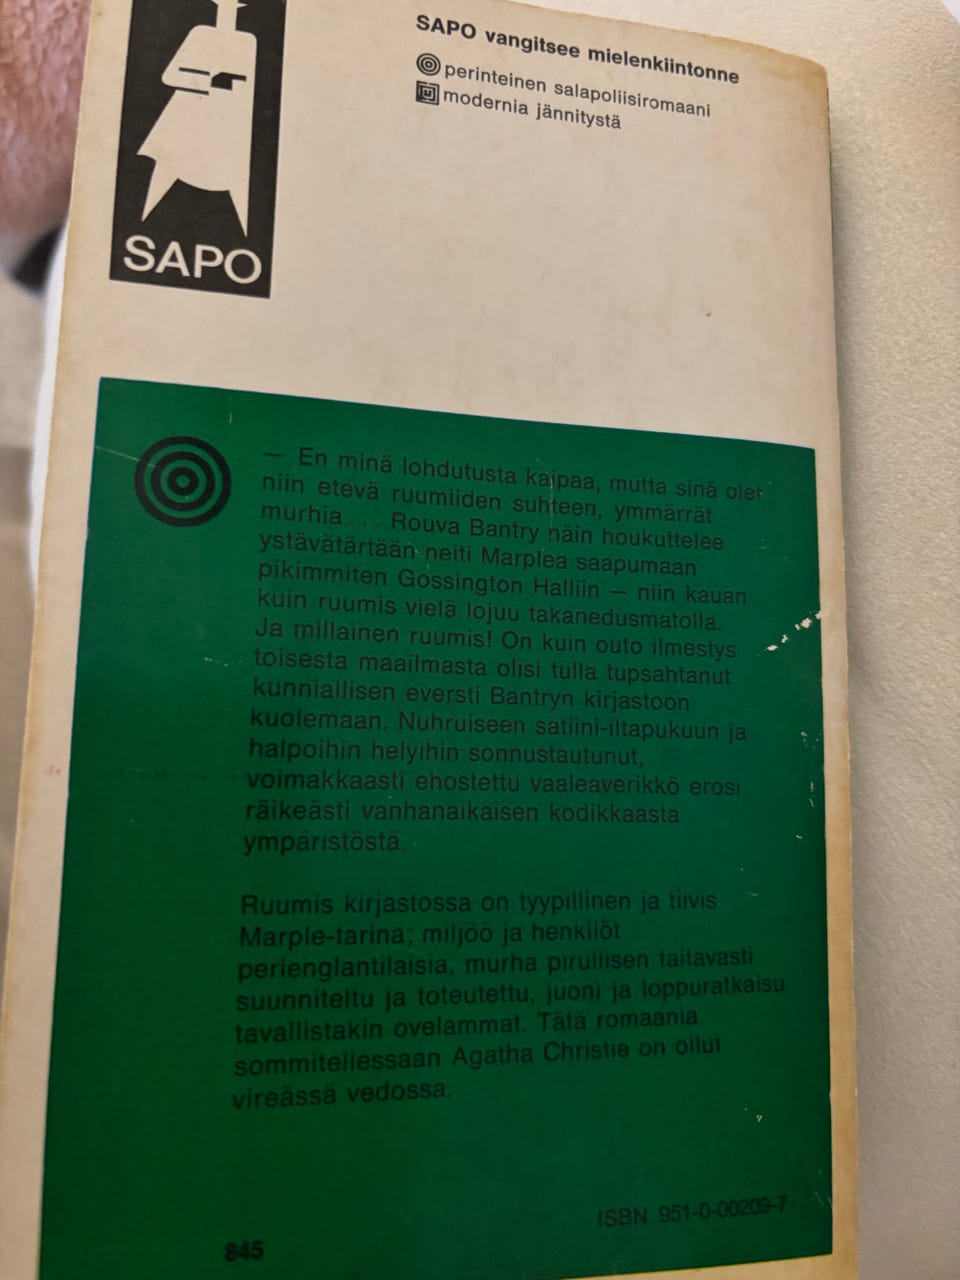 SAPO
SAPO vangitsee mielenkiintonne
perinteinen salapoliisiromaani
modernia jännitystä
— En minä lohdutusta kaipaa, mutta sinä olet
niin etevä ruumiiden suhteen, ymmärrät
murhia . . . Rouva Bantry näin houkuttelee
ystävätärtään neiti Marplea saapumaan
pikimmiten Gossington Halliin — niin kauan
kuin ruumis vielä lojuu takanedusmatolla.
Ja millainen ruumis! On kuin outo ilmestys
toisesta maailmasta olisi tulla tupsahtanut
kunniallisen eversti Bantryn kirjastoon
kuolemaan. Nuhruiseen satiini-iltapukuun ja
halpoihin helyihin sonnustautunut,
voimakkaasti ehostettu vaaleaverikkö erosi
räikeästi vanhanaikaisen kodikkaasta
ympäristöstä.
Ruumis kirjastossa on tyypillinen ja tiivis
Marple-tarina; miljöö ja henkilöt
perienglantilaisia, murha pirullisen taitavasti
suunniteltu ja toteutettu, juoni ja loppuratkaisu
tavallistakin ovelammat. Tätä romaania
sommitellessaan Agatha Christie on ollut
vireässä vedossa.
ISBN 951-0-00209-7
845